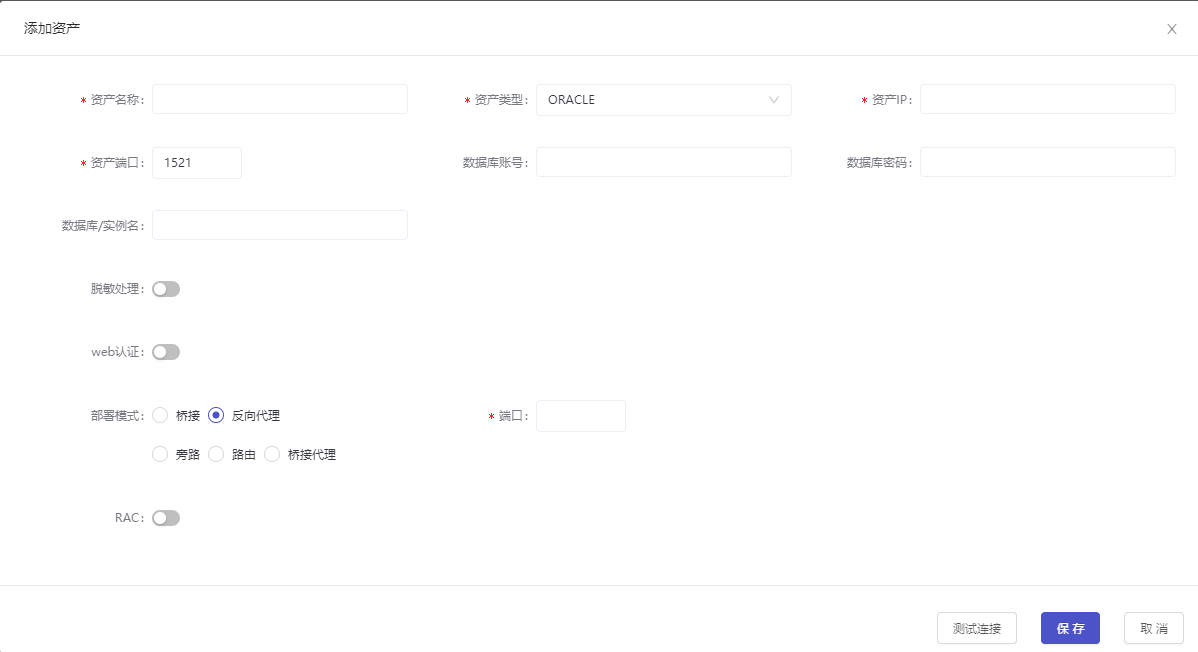 添加资产
* 资产名称: * 资产类型: ORACLE * 资产IP:
* 资产端口: 1521 数据库账号: 数据库密码:
数据库/实例名:
脱敏处理:
web认证:
部署模式: 桥接 反向代理 * 端口:
旁路 路由 桥接代理
RAC:
测试连接 保存 取消